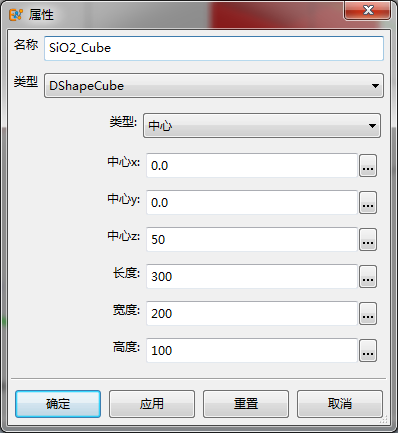 属性
名称 SiO2_Cube
类型 DShapeCube
类型: 中心
中心x: 0.0 ...
中心y: 0.0 ...
中心z: 50 ...
长度: 300 ...
宽度: 200 ...
高度: 100 ...
确定 应用 重置 取消